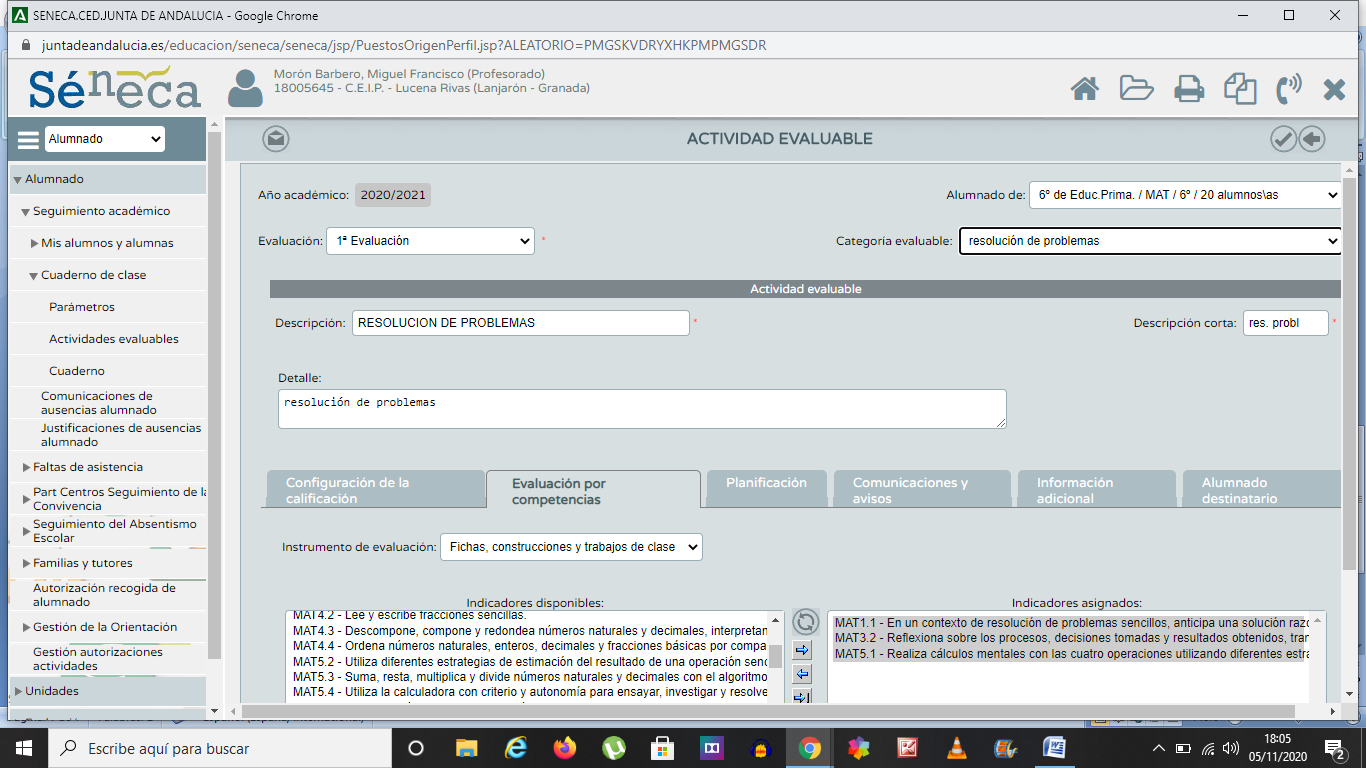 SENECA.CED.JUNTA DE ANDALUCIA - Google Chrome
juntadeandalucia.es/educacion/seneca/seneca/jsp/PuestosOrigenPerfil.jsp?ALEATORIO=PMGSKVDRYXHKPMPMGSDR
Séneca
Morón Barbero, Miguel Francisco (Profesorado)
18005645 - C.E.I.P. - Lucena Rivas (Lanjarón - Granada)
Alumnado
ACTIVIDAD EVALUABLE
Alumnado
Seguimiento académico
Mis alumnos y alumnas
Cuaderno de clase
Parámetros
Actividades evaluables
Cuaderno
Comunicaciones de
ausencias alumnado
Justificaciones de ausencias
alumnado
Faltas de asistencia
Part Centros Seguimiento de la
Convivencia
Seguimiento del Absentismo
Escolar
Familias y tutores
Autorización recogida de
alumnado
Gestión de la Orientación
Gestión autorizaciones
actividades
Unidades
Año académico: 2020/2021
Alumnado de: 6º de Educ.Prima. / MAT / 6º / 20 alumnos\as
Evaluación: 1ª Evaluación *
Categoría evaluable: resolución de problemas
Actividad evaluable
Descripción: RESOLUCION DE PROBLEMAS *
Descripción corta: res. probl *
Detalle:
resolución de problemas
Configuración de la
calificación
Evaluación por
competencias
Planificación
Comunicaciones y
avisos
Información
adicional
Alumnado
destinatario
Instrumento de evaluación: Fichas, construcciones y trabajos de clase
Indicadores disponibles:
MAT4.2 - Lee y escribe fracciones sencillas.
MAT4.3 - Descompone, compone y redondea números naturales y decimales, interpretan
MAT4.4 - Ordena números naturales, enteros, decimales y fracciones básicas por compa
MAT5.2 - Utiliza diferentes estrategias de estimación del resultado de una operación senc
MAT5.3 - Suma, resta, multiplica y divide números naturales y decimales con el algoritmo
MAT5.4 - Utiliza la calculadora con criterio y autonomía para ensayar, investigar y resolve
Indicadores asignados:
MAT1.1 - En un contexto de resolución de problemas sencillos, anticipa una solución razo
MAT3.2 - Reflexiona sobre los procesos, decisiones tomadas y resultados obtenidos, tran
MAT5.1 - Realiza cálculos mentales con las cuatro operaciones utilizando diferentes estra
Escribe aquí para buscar
18:05
05/11/2020
2